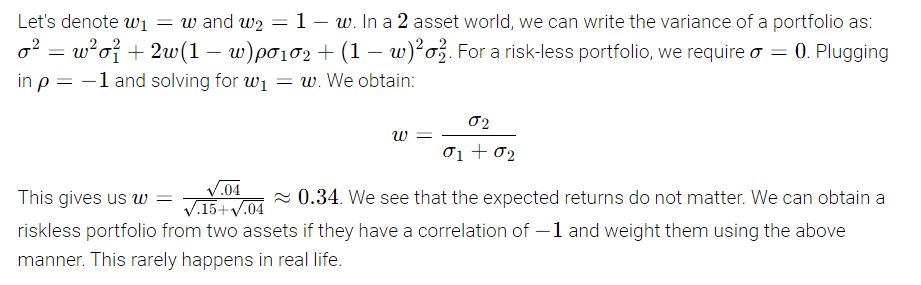 Let's denote w₁ = w and w₂ = 1 − w. In a 2 asset world, we can write the variance of a portfolio as:
σ² = w²σ₁² + 2w(1 − w)ρσ₁σ₂ + (1 − w)²σ₂². For a risk-less portfolio, we require σ = 0. Plugging
in ρ = −1 and solving for w₁ = w. We obtain:
w = σ₂ / (σ₁ + σ₂)
This gives us w = √.04 / (√.15 + √.04) ≈ 0.34. We see that the expected returns do not matter. We can obtain a
riskless portfolio from two assets if they have a correlation of −1 and weight them using the above
manner. This rarely happens in real life.